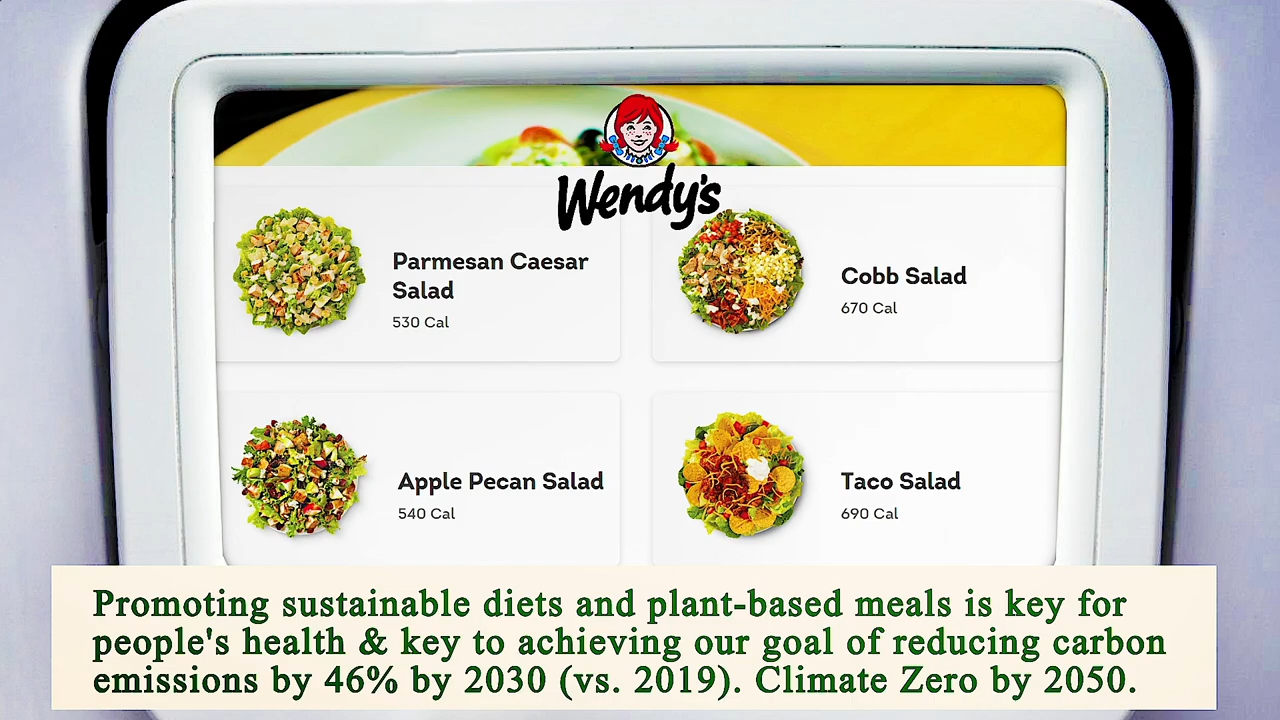 Wendy's
Parmesan Caesar
Salad
530 Cal
Cobb Salad
670 Cal
Apple Pecan Salad
540 Cal
Taco Salad
690 Cal
Promoting sustainable diets and plant-based meals is key for
people's health & key to achieving our goal of reducing carbon
emissions by 46% by 2030 (vs. 2019). Climate Zero by 2050.